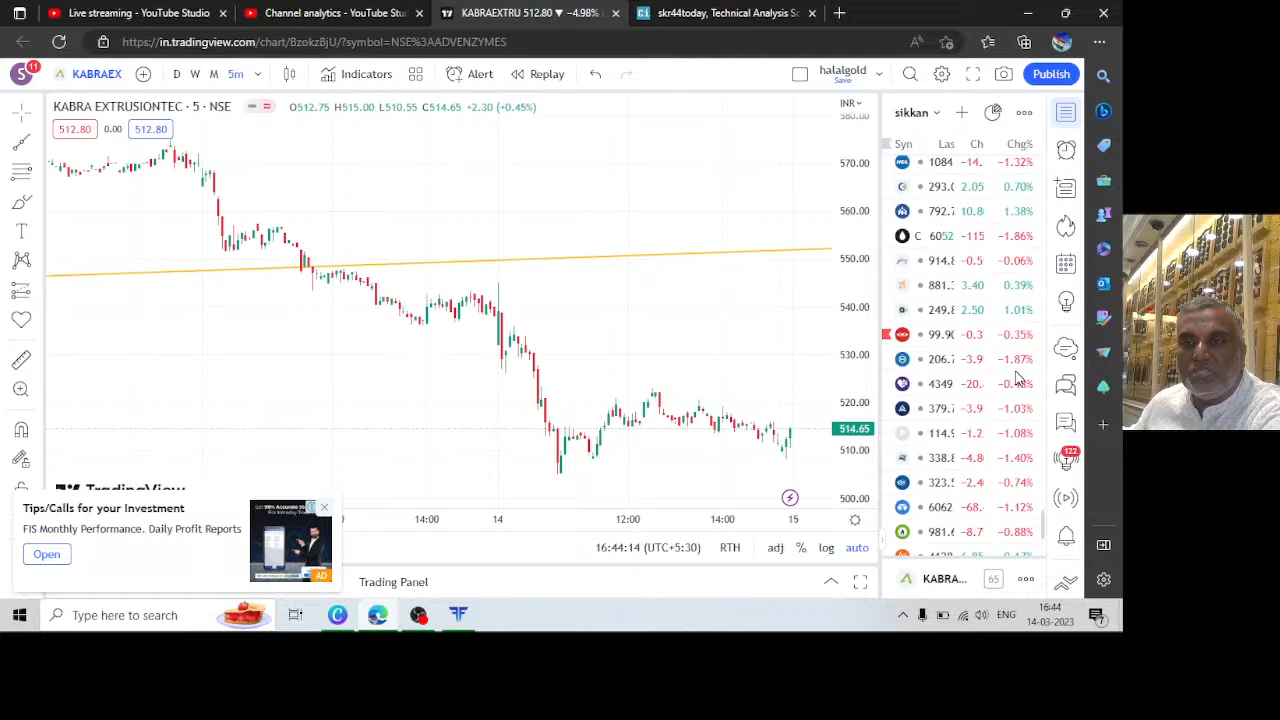 Live streaming - YouTube Studio
Channel analytics - YouTube Stu
KABRAEXTRU 512.80 ▼ −4.98%
skr44today, Technical Analysis Sc
https://in.tradingview.com/chart/BzokzBjU/?symbol=NSE%3AADVENZYMES
S
11
KABRAEX
D W M 5m
Indicators
Alert
Replay
halalgold
Save
Publish
KABRA EXTRUSIONTEC · 5 · NSE
O512.75 H515.00 L510.55 C514.65 +2.30 (+0.45%)
512.80 0.00 512.80
INR
580.00
570.00
560.00
550.00
540.00
530.00
520.00
514.65
510.00
500.00
14:00 14 12:00 14:00 15
TradingView
Tips/Calls for your Investment
FIS Monthly Performance. Daily Profit Reports
Open
AD
16:44:14 (UTC+5:30) RTH adj % log auto
Trading Panel
sikkan
Syn Las Ch Chg%
1084 −14. −1.32%
293.0 2.05 0.70%
792.7 10.8 1.38%
C 6052 −115 −1.86%
914.8 −0.5 −0.06%
881.3 3.40 0.39%
249.8 2.50 1.01%
99.90 −0.3 −0.35%
206.7 −3.9 −1.87%
4349 −20.
379.7 −3.9 −1.03%
114.9 −1.2 −1.08%
338.8 −4.80 −1.40%
323.5 −2.40 −0.74%
6062 −68. −1.12%
981.6 −8.7 −0.88%
KABRA...
65
122
Type here to search
ENG
16:44
14-03-2023
7